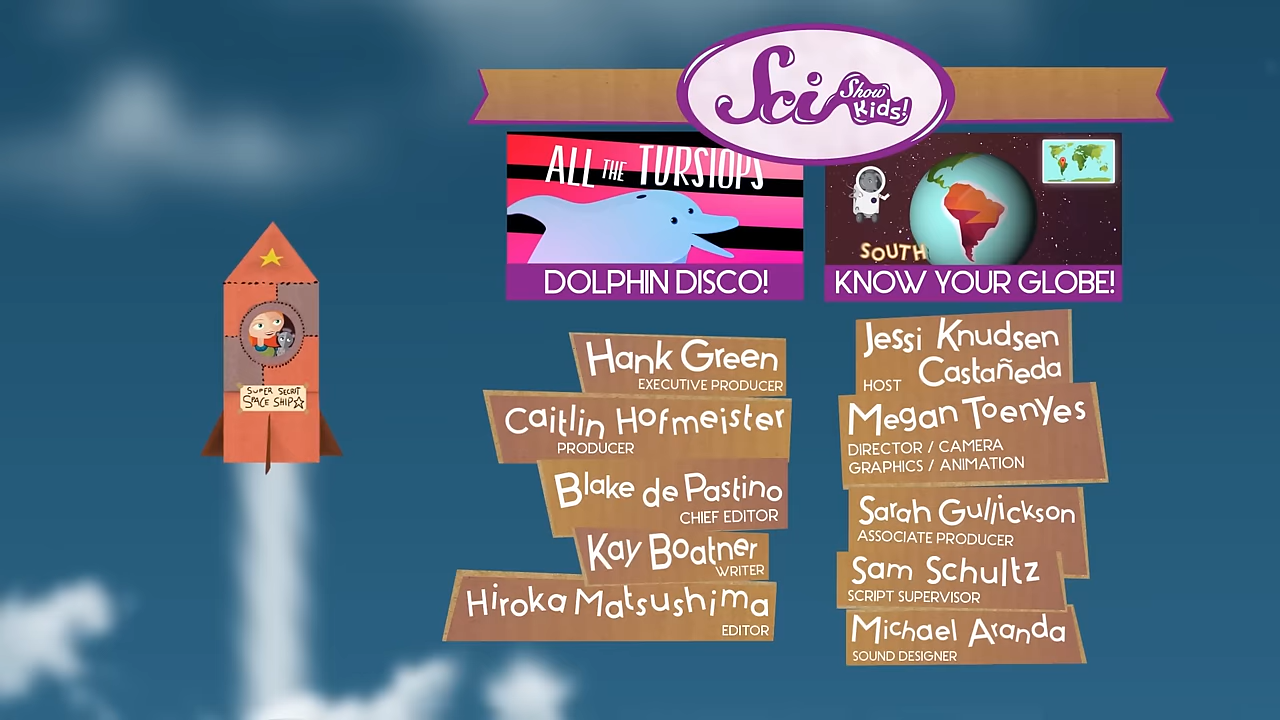 Sci Show Kids!
ALL THE TURSIOPS
DOLPHIN DISCO!
SOUTH
KNOW YOUR GLOBE!
SUPER SECRIT
SPACE SHIP
Hank Green
EXECUTIVE PRODUCER
Caitlin Hofmeister
PRODUCER
Blake de Pastino
CHIEF EDITOR
Kay Boatner
WRITER
Hiroka Matsushima
EDITOR
Jessi Knudsen
HOST Castañeda
Megan Toenyes
DIRECTOR / CAMERA
GRAPHICS / ANIMATION
Sarah Gullickson
ASSOCIATE PRODUCER
Sam Schultz
SCRIPT SUPERVISOR
Michael Aranda
SOUND DESIGNER